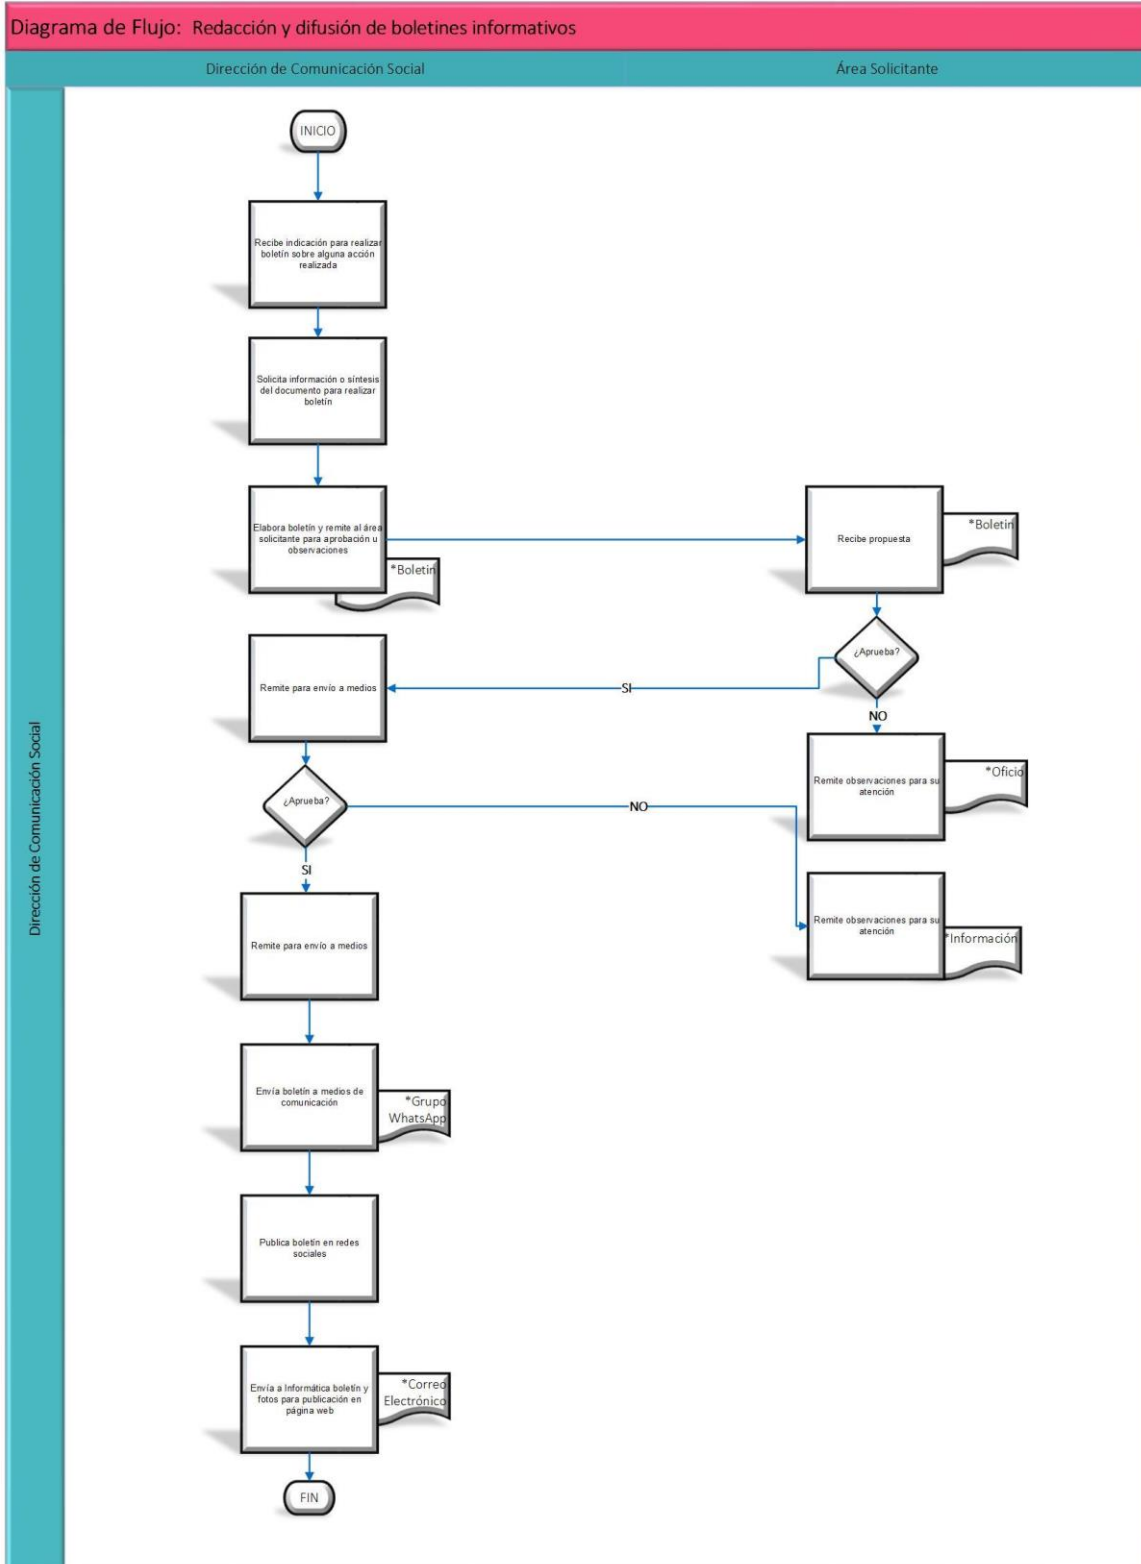 Diagrama de Flujo: Redacción y difusión de boletines informativos
Dirección de Comunicación Social
Área Solicitante
Dirección de Comunicación Social
INICIO
Recibe indicación para realizar
boletín sobre alguna acción
realizada
Solicita información o síntesis
del documento para realizar
boletín
Elabora boletín y remite al área
solicitante para aprobación u
observaciones
*Boletin
Recibe propuesta
*Boletin
¿Aprueba?
SI
NO
Remite para envío a medios
Remite observaciones para su
atención
*Oficio
¿Aprueba?
NO
SI
Remite observaciones para su
atención
*Información
Remite para envío a medios
Envía boletín a medios de
comunicación
*Grupo
WhatsApp
Publica boletín en redes
sociales
Envía a Informática boletín y
fotos para publicación en
página web
*Correo
Electrónico
FIN